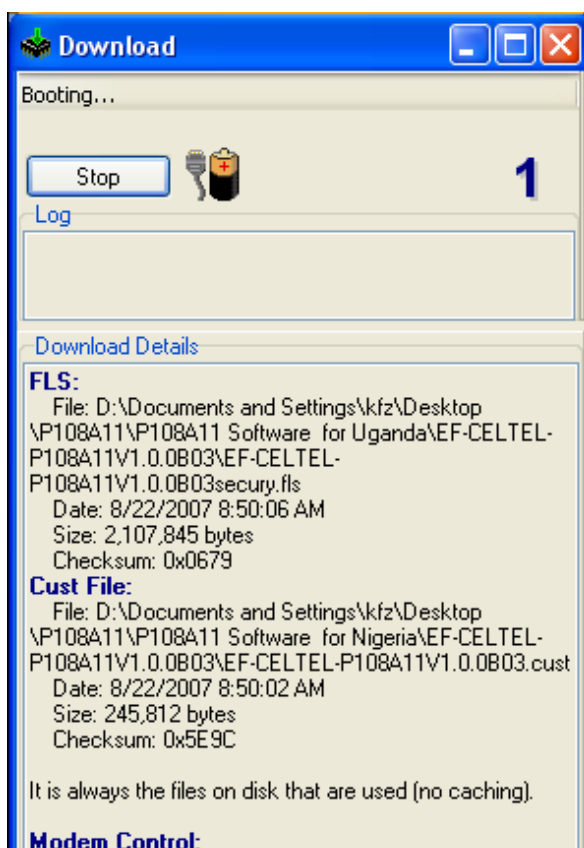 Download
Booting...
Stop
1
Log
Download Details
FLS:
File: D:\Documents and Settings\kfz\Desktop
\P108A11\P108A11 Software  for Uganda\EF-CELTEL-
P108A11V1.0.0B03\EF-CELTEL-
P108A11V1.0.0B03secury.fls
Date: 8/22/2007 8:50:06 AM
Size: 2,107,845 bytes
Checksum: 0x0679
Cust File:
File: D:\Documents and Settings\kfz\Desktop
\P108A11\P108A11 Software  for Nigeria\EF-CELTEL-
P108A11V1.0.0B03\EF-CELTEL-P108A11V1.0.0B03.cust
Date: 8/22/2007 8:50:02 AM
Size: 245,812 bytes
Checksum: 0x5E9C
It is always the files on disk that are used (no caching).
Modem Control: